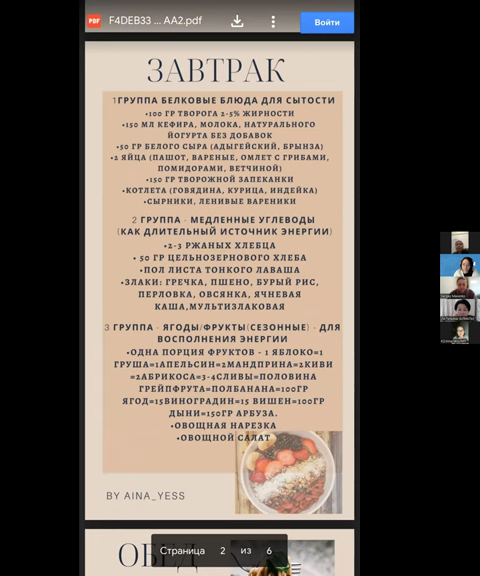 PDF F4DEB33 ... AA2.pdf
Войти
ЗАВТРАК
1ГРУППА БЕЛКОВЫЕ БЛЮДА ДЛЯ СЫТОСТИ
•100 ГР ТВОРОГА 2-5% ЖИРНОСТИ
•150 МЛ КЕФИРА, МОЛОКА, НАТУРАЛЬНОГО
ЙОГУРТА БЕЗ ДОБАВОК
•50 ГР БЕЛОГО СЫРА (АДЫГЕЙСКИЙ, БРЫНЗА)
•2 ЯЙЦА (ПАШОТ, ВАРЕНЫЕ, ОМЛЕТ С ГРИБАМИ,
ПОМИДОРАМИ, ВЕТЧИНОЙ)
•150 ГР ТВОРОЖНОЙ ЗАПЕКАНКИ
•КОТЛЕТА (ГОВЯДИНА, КУРИЦА, ИНДЕЙКА)
•СЫРНИКИ, ЛЕНИВЫЕ ВАРЕНИКИ
2 ГРУППА - МЕДЛЕННЫЕ УГЛЕВОДЫ
(КАК ДЛИТЕЛЬНЫЙ ИСТОЧНИК ЭНЕРГИИ)
•2-3 РЖАНЫХ ХЛЕБЦА
• 50 ГР ЦЕЛЬНОЗЕРНОВОГО ХЛЕБА
•ПОЛ ЛИСТА ТОНКОГО ЛАВАША
•ЗЛАКИ: ГРЕЧКА, ПШЕНО, БУРЫЙ РИС,
ПЕРЛОВКА, ОВСЯНКА, ЯЧНЕВАЯ
КАША,МУЛЬТИЗЛАКОВАЯ
3 ГРУППА - ЯГОДЫ/ФРУКТЫ(СЕЗОННЫЕ) - ДЛЯ
ВОСПОЛНЕНИЯ ЭНЕРГИИ
•ОДНА ПОРЦИЯ ФРУКТОВ - 1 ЯБЛОКО=1
ГРУША=1АПЕЛЬСИН=2МАНДРИНА=2КИВИ
=2АБРИКОСА=3-4СЛИВЫ=ПОЛОВИНА
ГРЕЙПФРУТА=ПОЛБАНАНА=100ГР
ЯГОД=15ВИНОГРАДИН=15 ВИШЕН=100ГР
ДЫНИ=150ГР АРБУЗА.
•ОВОЩНАЯ НАРЕЗКА
•ОВОЩНОЙ САЛАТ
BY AINA_YESS
Страница 2 из 6
ОБЕД